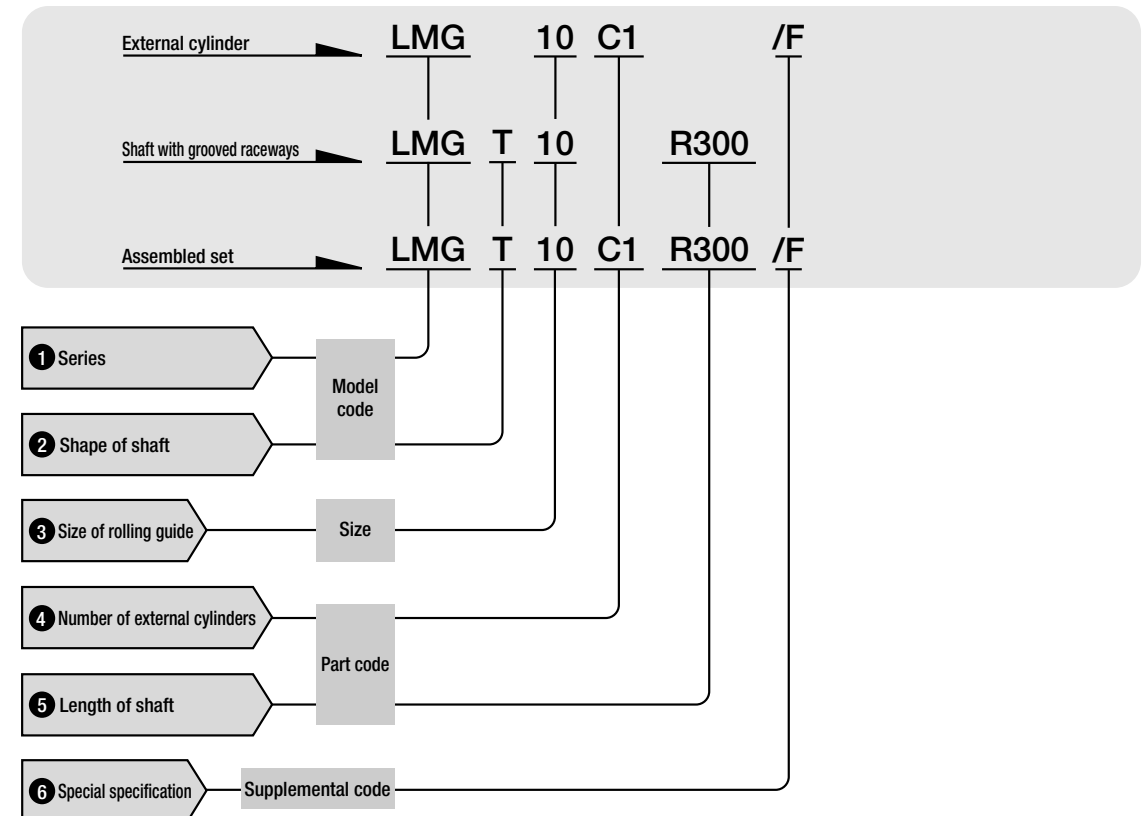 External cylinder LMG 10 C1 /F
Shaft with grooved raceways LMG T 10 R300
Assembled set LMG T 10 C1 R300 /F
1 Series
Model
code
2 Shape of shaft
3 Size of rolling guide Size
4 Number of external cylinders
Part code
5 Length of shaft
6 Special specification Supplemental code